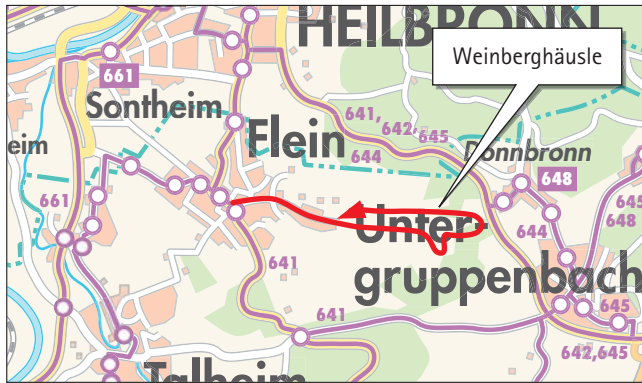 HEILBRONN
Weinberghäusle
661
Sontheim
641,
642,645
eim
Flein
644
Donnbronn
648
661
645
648
644
Unter-
gruppenbach
641
641
645
642,645
Talheim